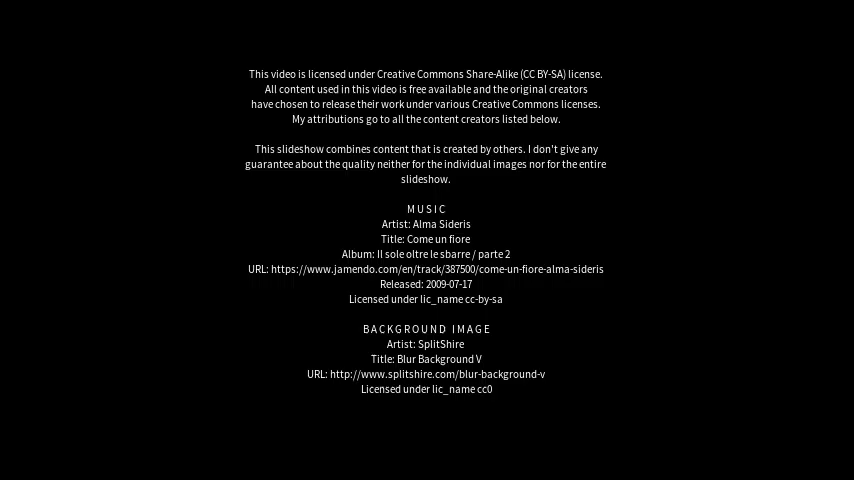 This video is licensed under Creative Commons Share-Alike (CC BY-SA) license.
All content used in this video is free available and the original creators
have chosen to release their work under various Creative Commons licenses.
My attributions go to all the content creators listed below.
This slideshow combines content that is created by others. I don't give any
guarantee about the quality neither for the individual images nor for the entire
slideshow.
MUSIC
Artist: Alma Sideris
Title: Come un fiore
Album: Il sole oltre le sbarre / parte 2
URL: https://www.jamendo.com/en/track/387500/come-un-fiore-alma-sideris
Released: 2009-07-17
Licensed under lic_name cc-by-sa
BACKGROUND IMAGE
Artist: SplitShire
Title: Blur Background V
URL: http://www.splitshire.com/blur-background-v
Licensed under lic_name cc0